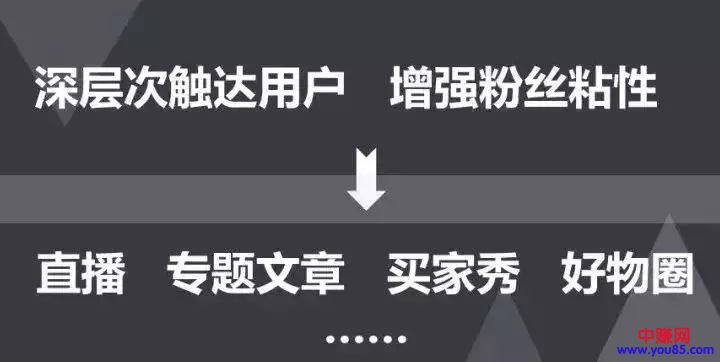 深层次触达用户 增强粉丝粘性
直播 专题文章 买家秀 好物圈
······
中赚网
www.you85.com